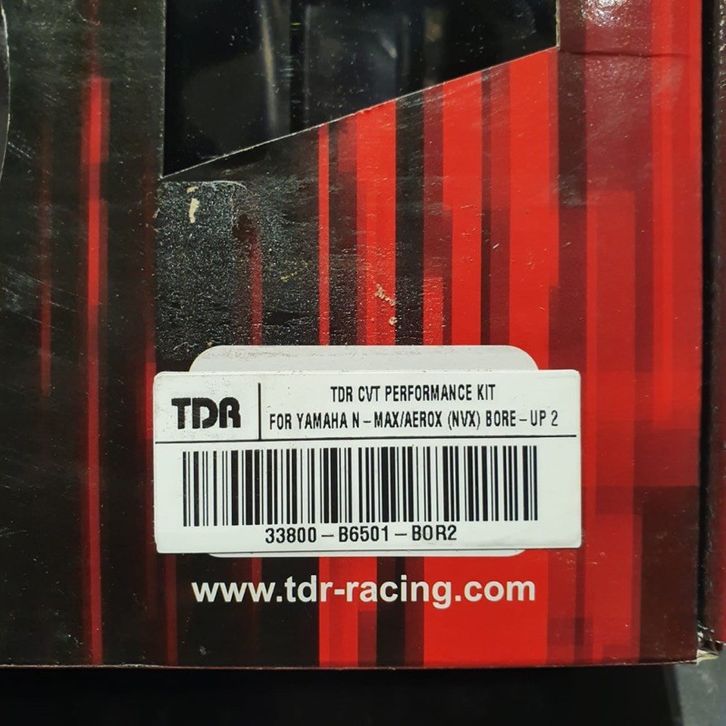 TDR
TDR CVT PERFORMANCE KIT
FOR YAMAHA N-MAX/AEROX (NVX) BORE-UP 2
33800-B6501-BOR2
www.tdr-racing.com